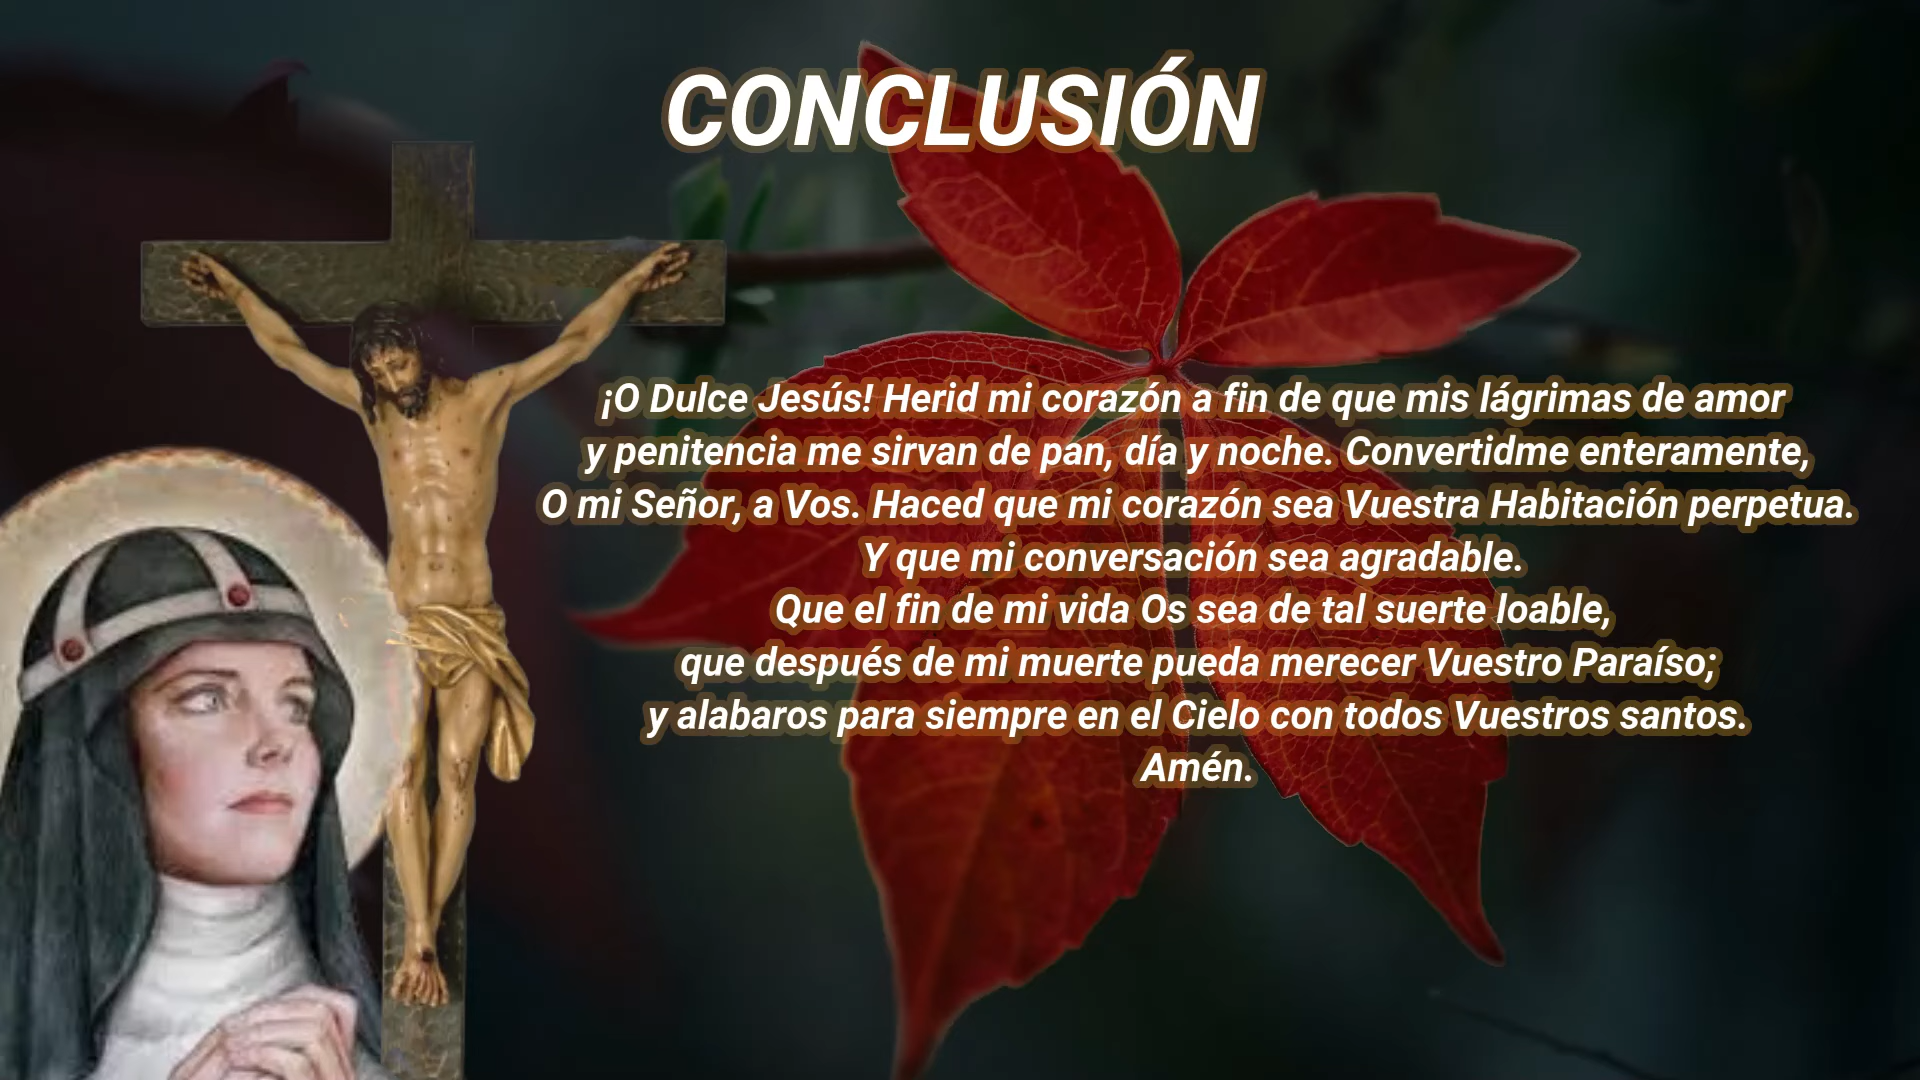 CONCLUSIÓN
¡O Dulce Jesús! Herid mi corazón a fin de que mis lágrimas de amor
y penitencia me sirvan de pan, día y noche. Convertidme enteramente,
O mi Señor, a Vos. Haced que mi corazón sea Vuestra Habitación perpetua.
Y que mi conversación sea agradable.
Que el fin de mi vida Os sea de tal suerte loable,
que después de mi muerte pueda merecer Vuestro Paraíso;
y alabaros para siempre en el Cielo con todos Vuestros santos.
Amén.